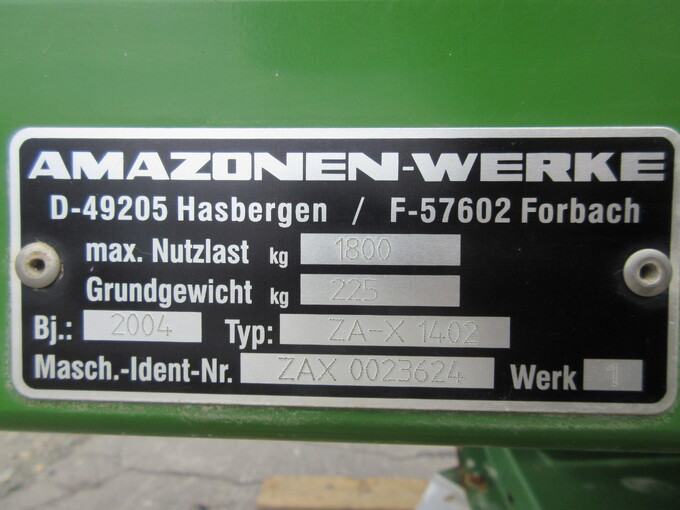 AMAZONEN-WERKE
D-49205 Hasbergen / F-57602 Forbach
max. Nutzlast kg 1800
Grundgewicht kg 225
Bj.: 2004 Typ: ZA-X 1402
Masch.-Ident-Nr. ZAX 0023624 Werk 1